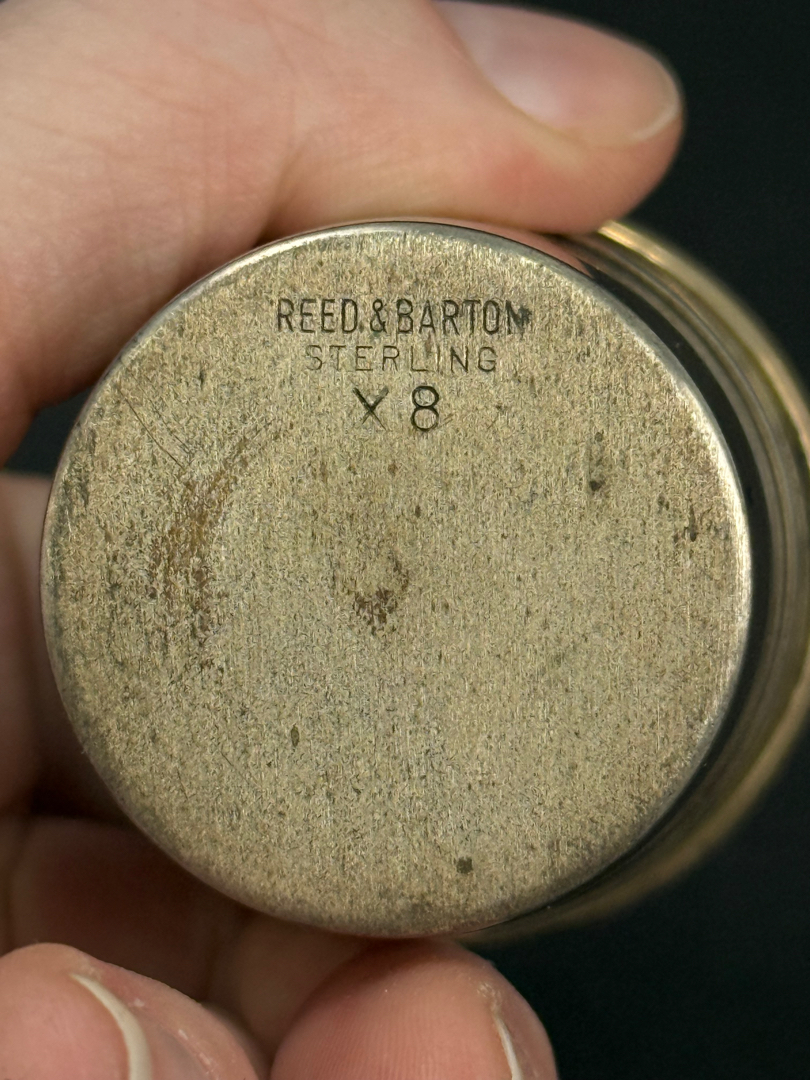 REED & BARTON
STERLING
X 8